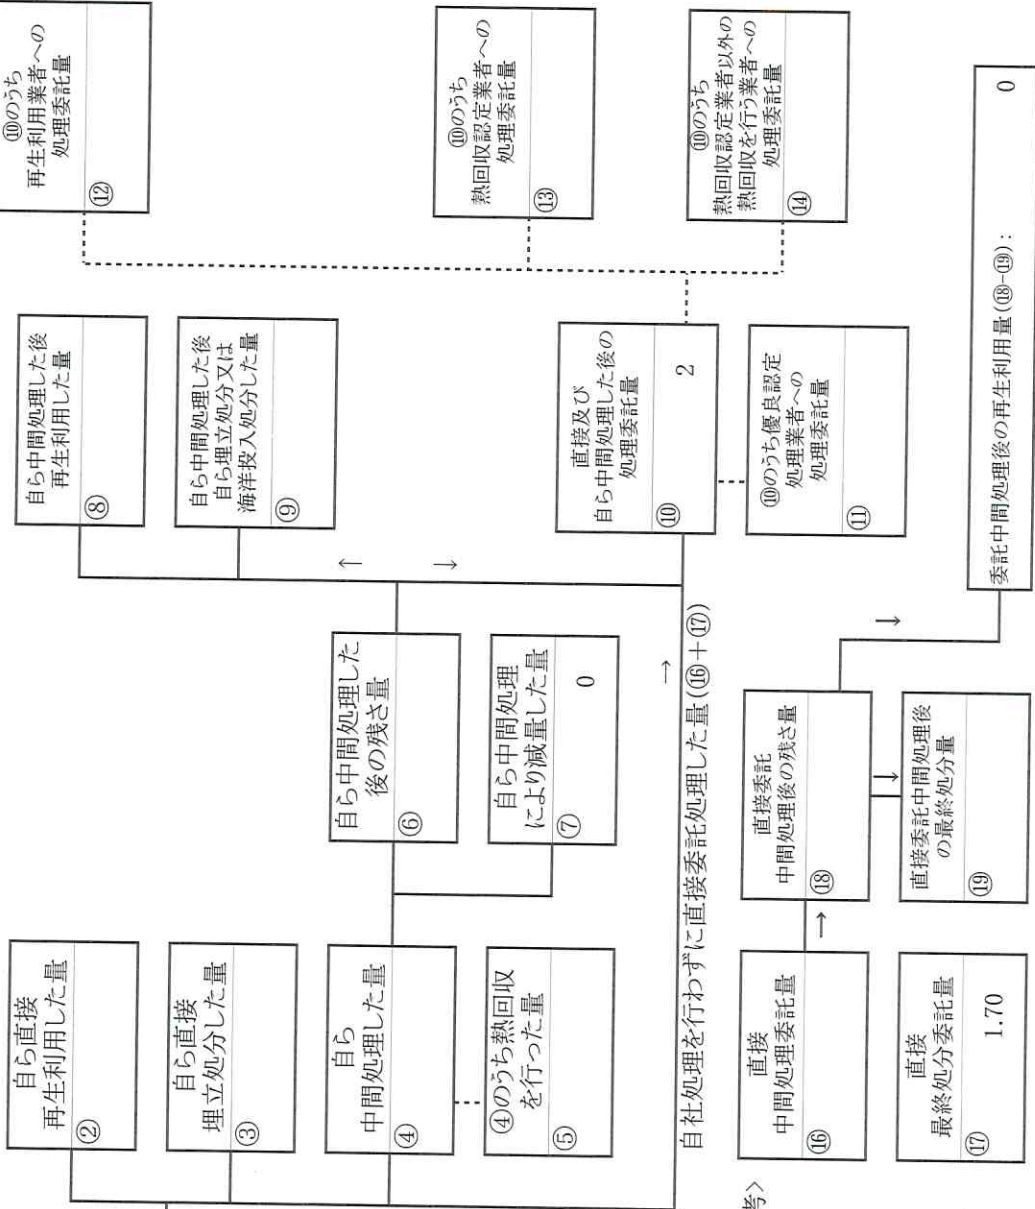 自ら直接
再生利用した量
②
自ら直接
埋立処分した量
③
自ら
中間処理した量
④
④のうち熱回収
を行った量
⑤
自ら中間処理した
後の残さ量
⑥
自ら中間処理
により減量した量
⑦
0
自ら中間処理した後
再生利用した量
⑧
自ら中間処理した後
自ら埋立処分又は
海洋投入処分した量
⑨
直接及び
自ら中間処理した後の
処理委託量
⑩
2
⑩のうち優良認定
処理業者への
処理委託量
⑪
⑩のうち
再生利用業者への
処理委託量
⑫
⑩のうち
熱回収認定業者への
処理委託量
⑬
⑩のうち
熱回収認定業者以外の
熱回収を行う業者への
処理委託量
⑭
→
←
→
自社処理を行わずに直接委託処理した量(⑯+⑰)
↓
考>
直接
中間処理委託量
⑯
直接
最終処分委託量
⑰
1.70
→
直接委託
中間処理後の残さ量
⑱
直接委託中間処理後
の最終処分量
⑲
委託中間処理後の再生利用量(⑱-⑲):
0